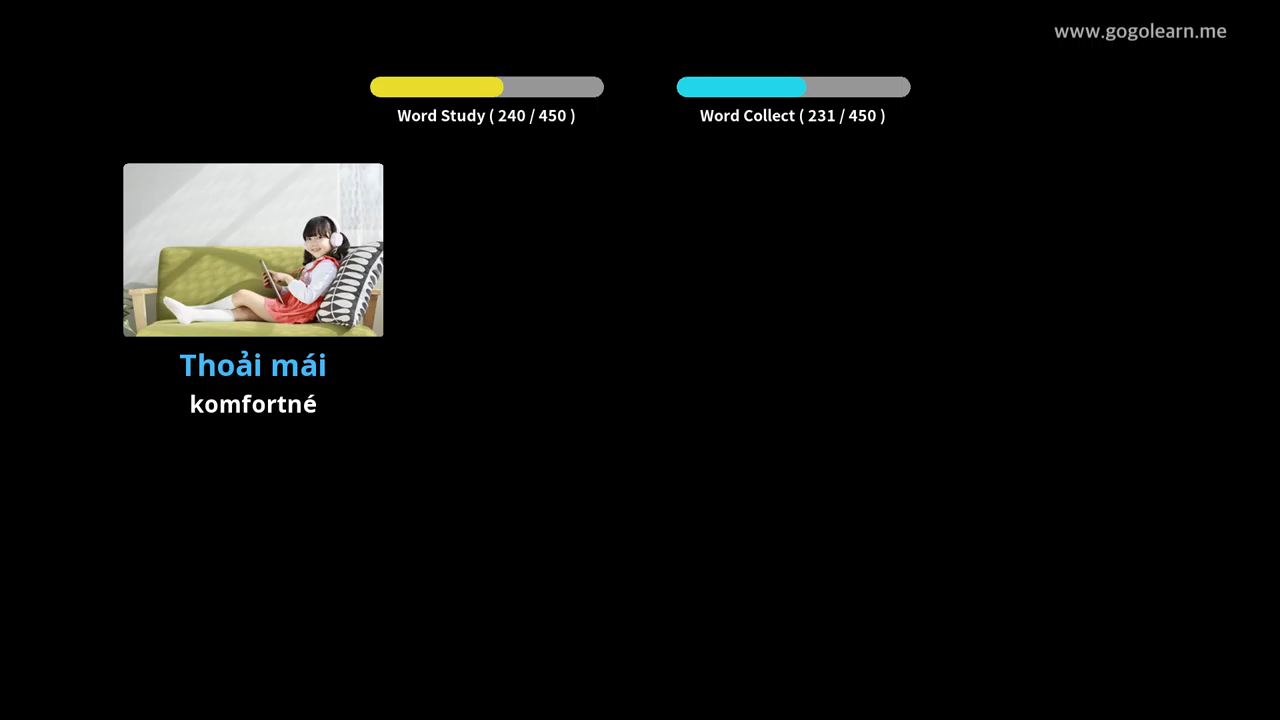 www.gogolearn.me
Word Study ( 240 / 450 )
Word Collect ( 231 / 450 )
Thoải mái
komfortné